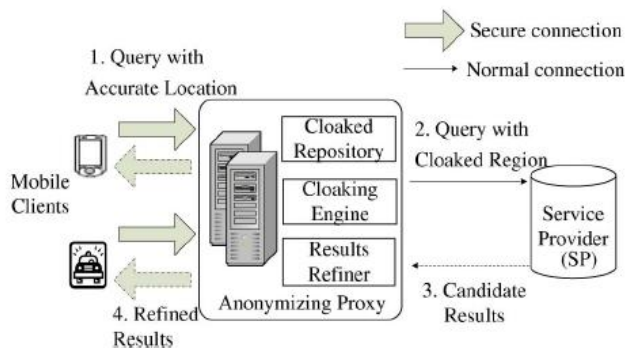 Secure connection
Normal connection
1. Query with
Accurate Location
Mobile
Clients
Cloaked
Repository
Cloaking
Engine
Results
Refiner
Anonymizing Proxy
2. Query with
Cloaked Region
Service
Provider
(SP)
3. Candidate
Results
4. Refined
Results